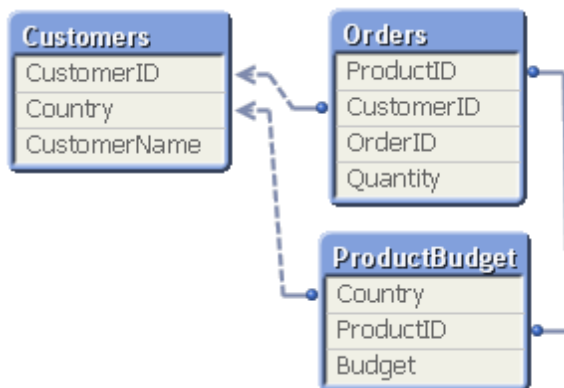 Customers
CustomerID
Country
CustomerName
Orders
ProductID
CustomerID
OrderID
Quantity
ProductBudget
Country
ProductID
Budget